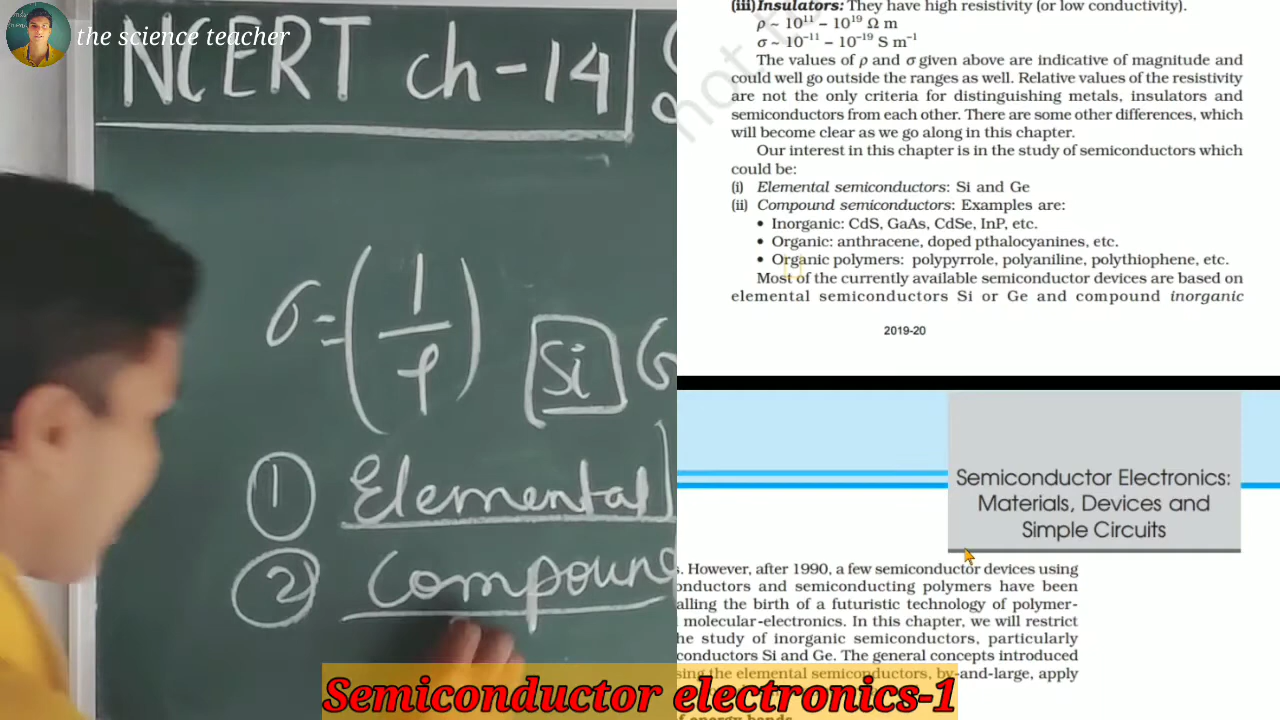 the science teacher
NCERT ch-14
σ = (1/ρ)
Si
① Elemental
② Compound
(iii) Insulators: They have high resistivity (or low conductivity).
ρ ~ 10¹¹ – 10¹⁹ Ω m
σ ~ 10⁻¹¹ – 10⁻¹⁹ S m⁻¹
The values of ρ and σ given above are indicative of magnitude and
could well go outside the ranges as well. Relative values of the resistivity
are not the only criteria for distinguishing metals, insulators and
semiconductors from each other. There are some other differences, which
will become clear as we go along in this chapter.
Our interest in this chapter is in the study of semiconductors which
could be:
(i) Elemental semiconductors: Si and Ge
(ii) Compound semiconductors: Examples are:
• Inorganic: CdS, GaAs, CdSe, InP, etc.
• Organic: anthracene, doped pthalocyanines, etc.
• Organic polymers: polypyrrole, polyaniline, polythiophene, etc.
Most of the currently available semiconductor devices are based on
elemental semiconductors Si or Ge and compound inorganic
2019-20
Semiconductor Electronics:
Materials, Devices and
Simple Circuits
s. However, after 1990, a few semiconductor devices using
onductors and semiconducting polymers have been
alling the birth of a futuristic technology of polymer-
molecular-electronics. In this chapter, we will restrict
he study of inorganic semiconductors, particularly
conductors Si and Ge. The general concepts introduced
sing the elemental semiconductors, by-and-large, apply
Semiconductor electronics-1